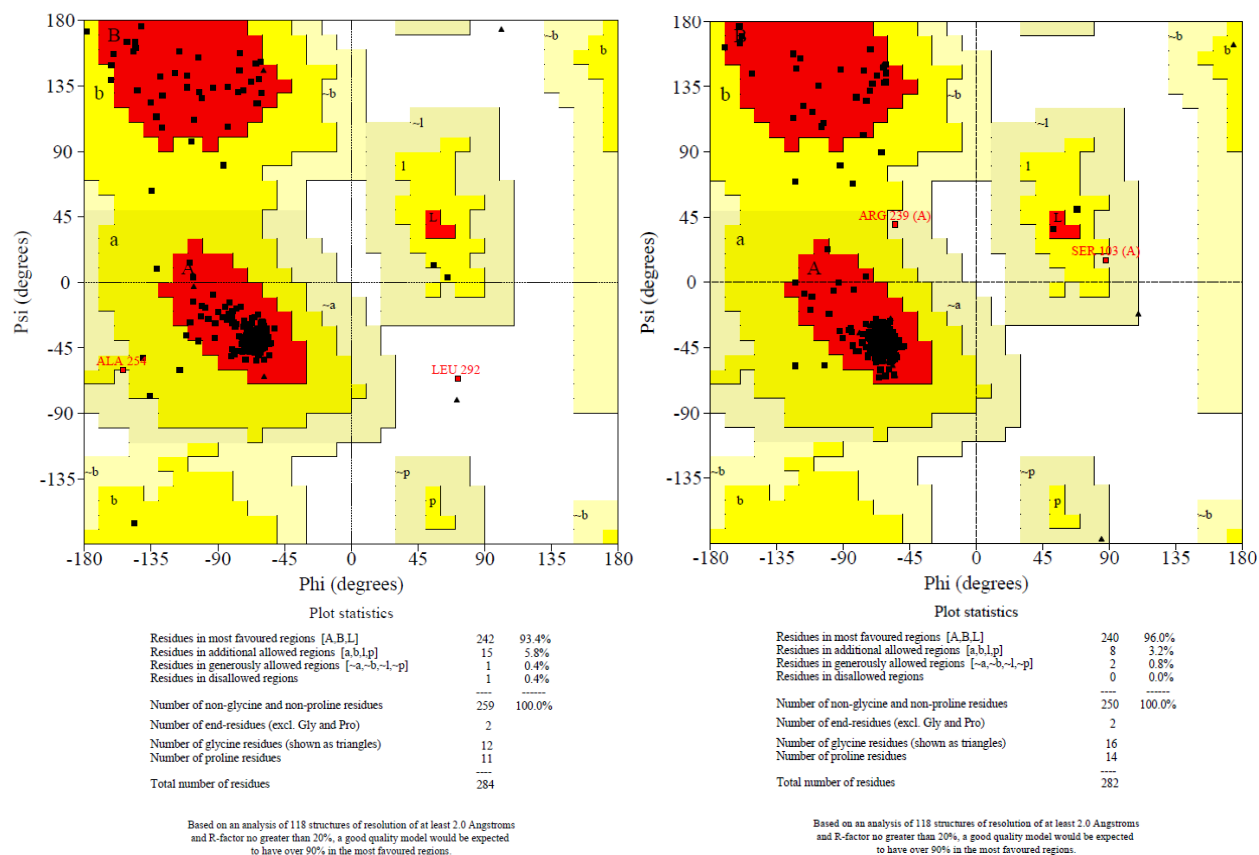 180
B
~b
b
135
b
~b
~l
90
l
45
L
a
A
0
~a
-45
ALA 254
LEU 292
-90
~b
~p
-135
b
p
~b
-180 -135 -90 -45 0 45 90 135 180
Psi (degrees)
Phi (degrees)
Plot statistics
Residues in most favoured regions [A,B,L] 242 93.4%
Residues in additional allowed regions [a,b,l,p] 15 5.8%
Residues in generously allowed regions [~a,~b,~l,~p] 1 0.4%
Residues in disallowed regions 1 0.4%
---- ------
Number of non-glycine and non-proline residues 259 100.0%
Number of end-residues (excl. Gly and Pro) 2
Number of glycine residues (shown as triangles) 12
Number of proline residues 11
----
Total number of residues 284
Based on an analysis of 118 structures of resolution of at least 2.0 Angstroms
and R-factor no greater than 20%, a good quality model would be expected
to have over 90% in the most favoured regions.
180
B
~b
b
135
b
~b
~l
90
l
45
L
ARG 239 (A)
a
SER 103 (A)
A
0
~a
-45
-90
~b
~p
-135
b
p
~b
-180 -135 -90 -45 0 45 90 135 180
Psi (degrees)
Phi (degrees)
Plot statistics
Residues in most favoured regions [A,B,L] 240 96.0%
Residues in additional allowed regions [a,b,l,p] 8 3.2%
Residues in generously allowed regions [~a,~b,~l,~p] 2 0.8%
Residues in disallowed regions 0 0.0%
---- ------
Number of non-glycine and non-proline residues 250 100.0%
Number of end-residues (excl. Gly and Pro) 2
Number of glycine residues (shown as triangles) 16
Number of proline residues 14
----
Total number of residues 282
Based on an analysis of 118 structures of resolution of at least 2.0 Angstroms
and R-factor no greater than 20%, a good quality model would be expected
to have over 90% in the most favoured regions.